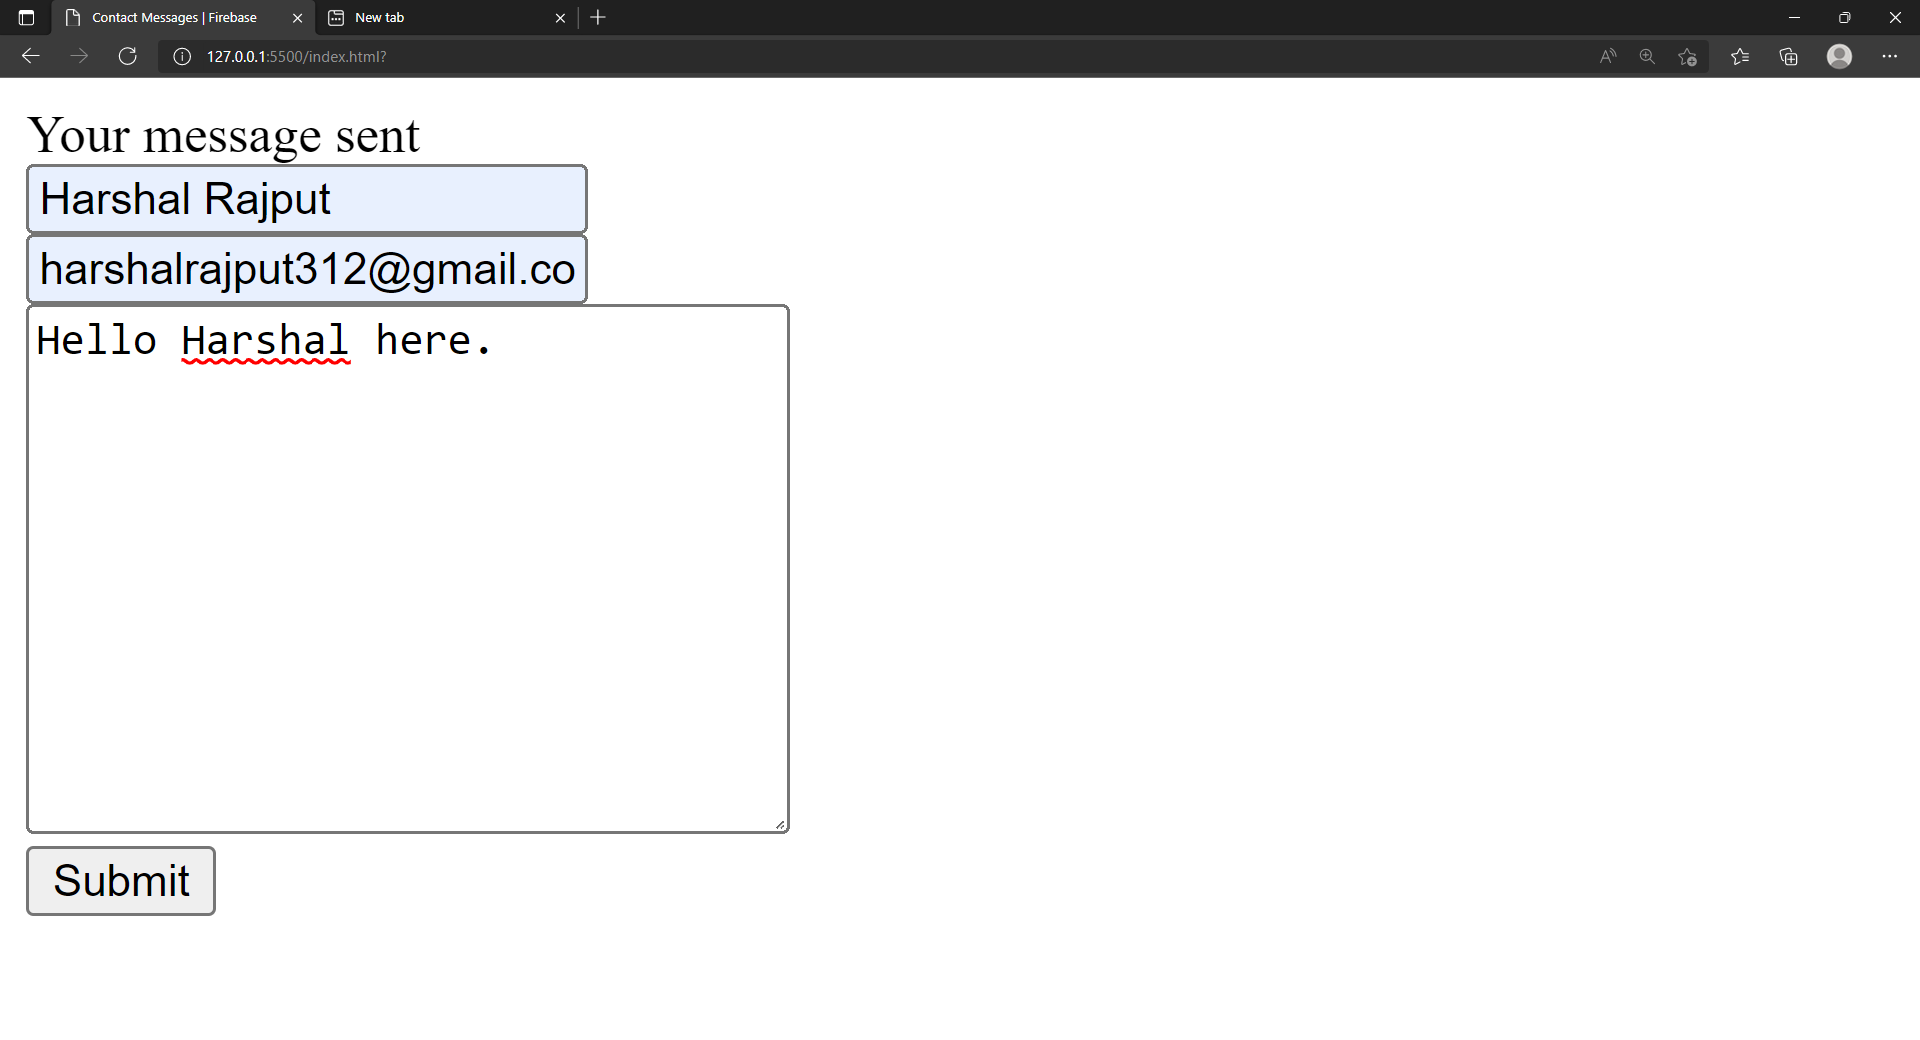 Contact Messages | Firebase
New tab
127.0.0.1:5500/index.html?
Your message sent
Harshal Rajput
harshalrajput312@gmail.co
Hello Harshal here.
Submit